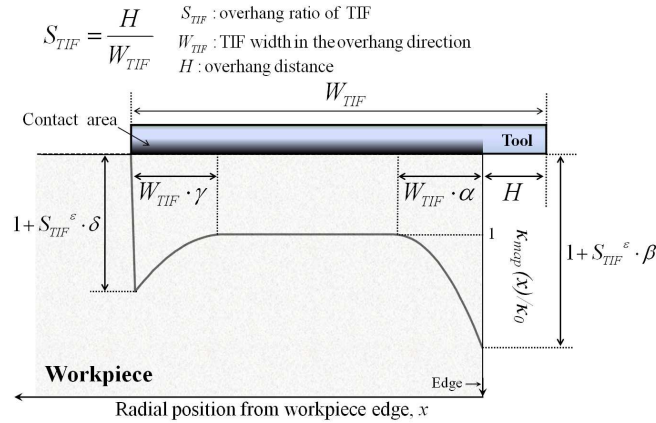 S_TIF = H / W_TIF
S_TIF : overhang ratio of TIF
W_TIF : TIF width in the overhang direction
H : overhang distance
W_TIF
Contact area
Tool
W_TIF · γ
W_TIF · α
H
1 + S_TIF^ε · δ
1
κ_map(x)/κ_0
1 + S_TIF^ε · β
Workpiece
Edge
Radial position from workpiece edge, x